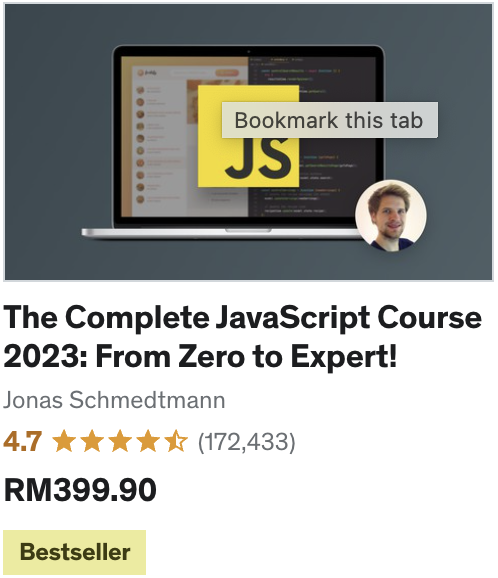 JS
Bookmark this tab
The Complete JavaScript Course
2023: From Zero to Expert!
Jonas Schmedtmann
4.7 (172,433)
RM399.90
Bestseller